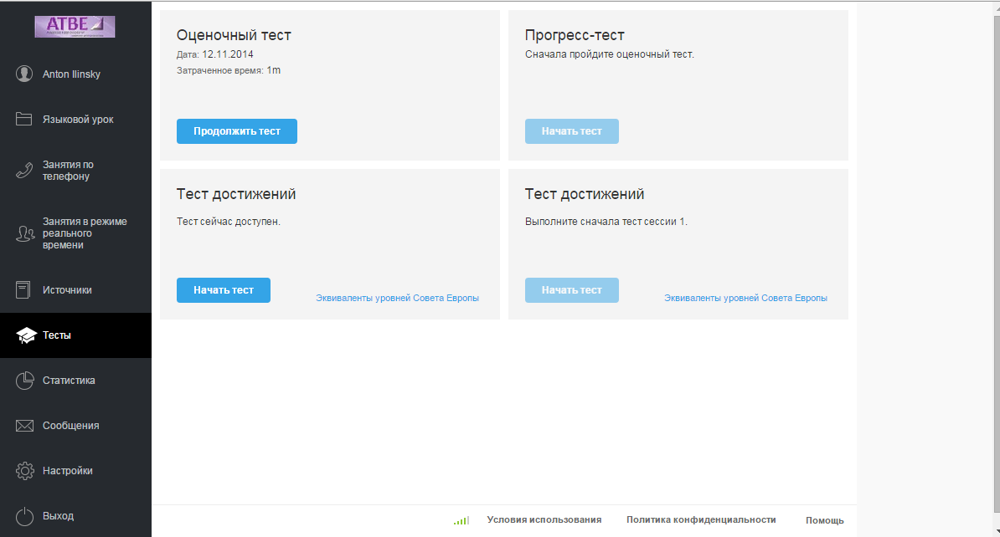 АТВЕ
Anton Ilinsky
Языковой урок
Занятия по
телефону
Занятия в режиме
реального
времени
Источники
Тесты
Статистика
Сообщения
Настройки
Выход
Оценочный тест
Дата: 12.11.2014
Затраченное время: 1m
Продолжить тест
Прогресс-тест
Сначала пройдите оценочный тест.
Начать тест
Тест достижений
Тест сейчас доступен.
Начать тест
Эквиваленты уровней Совета Европы
Тест достижений
Выполните сначала тест сессии 1.
Начать тест
Эквиваленты уровней Совета Европы
Условия использования
Политика конфиденциальности
Помощь